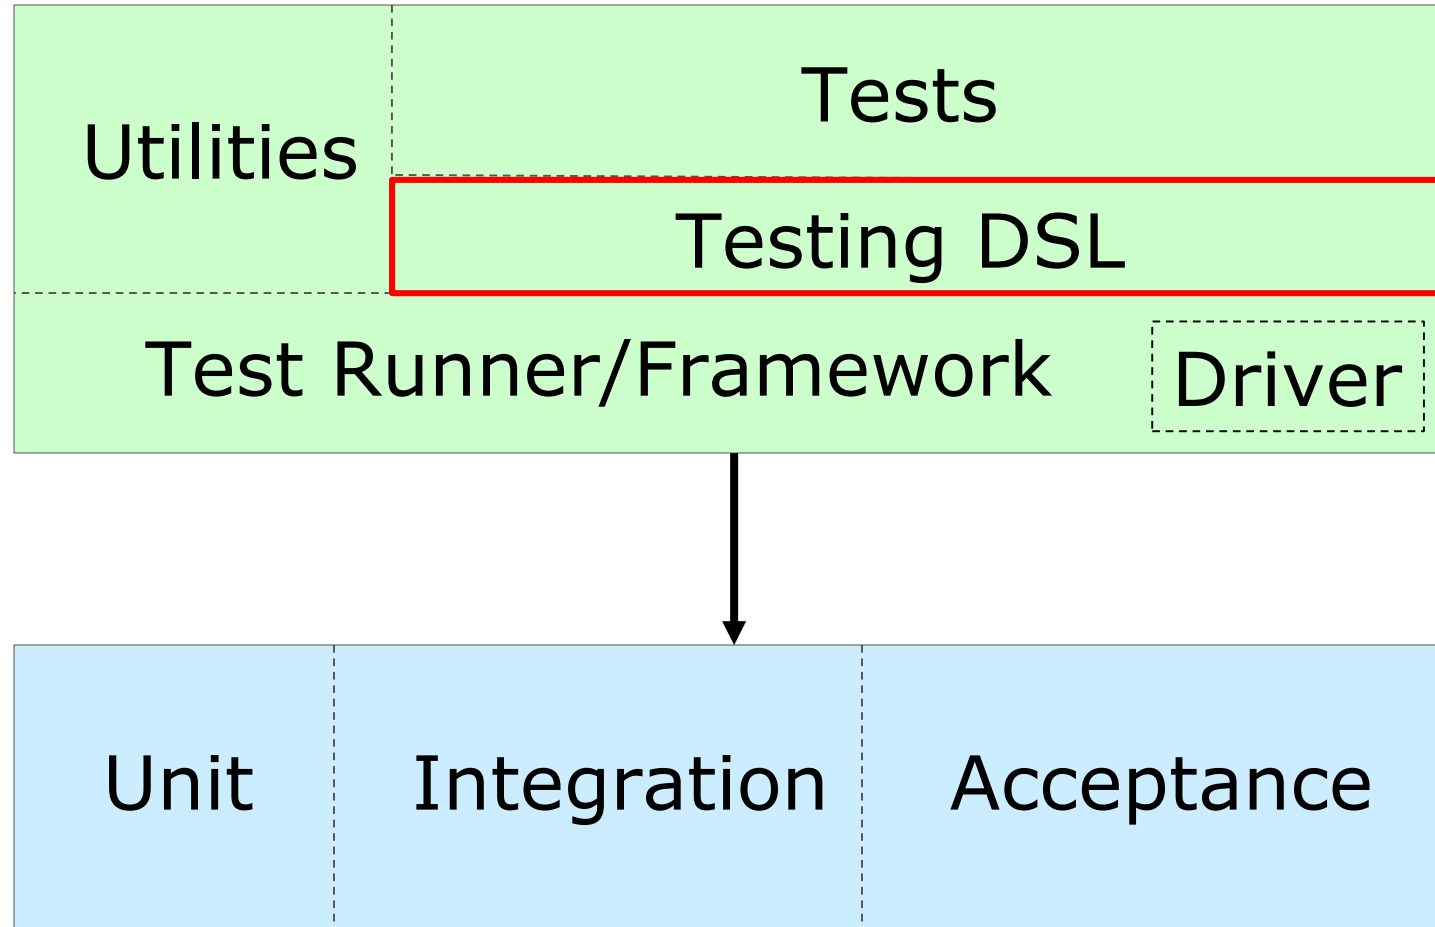 Tests
Utilities
Testing DSL
Test Runner/Framework
Driver
Unit
Integration
Acceptance